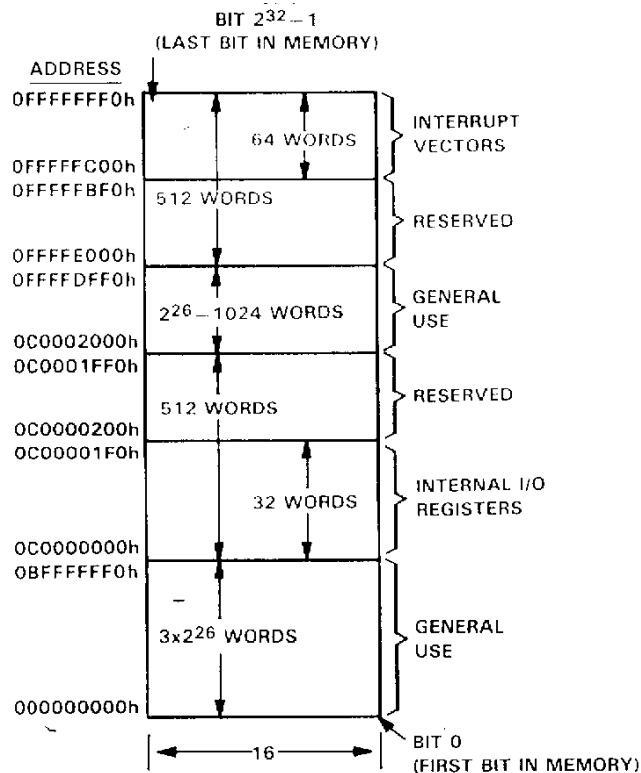 BIT 2³²−1
(LAST BIT IN MEMORY)
ADDRESS
0FFFFFFF0h
64 WORDS
INTERRUPT
VECTORS
0FFFFFC00h
0FFFFFBF0h
512 WORDS
RESERVED
0FFFFE000h
0FFFFDFF0h
2²⁶−1024 WORDS
GENERAL
USE
0C0002000h
0C0001FF0h
512 WORDS
RESERVED
0C0000200h
0C00001F0h
32 WORDS
INTERNAL I/O
REGISTERS
0C0000000h
0BFFFFFF0h
3x2²⁶ WORDS
GENERAL
USE
000000000h
16
BIT 0
(FIRST BIT IN MEMORY)